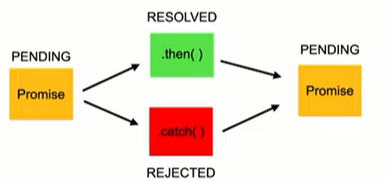 RESOLVED
PENDING
.then( )
PENDING
Promise
Promise
.catch( )
REJECTED